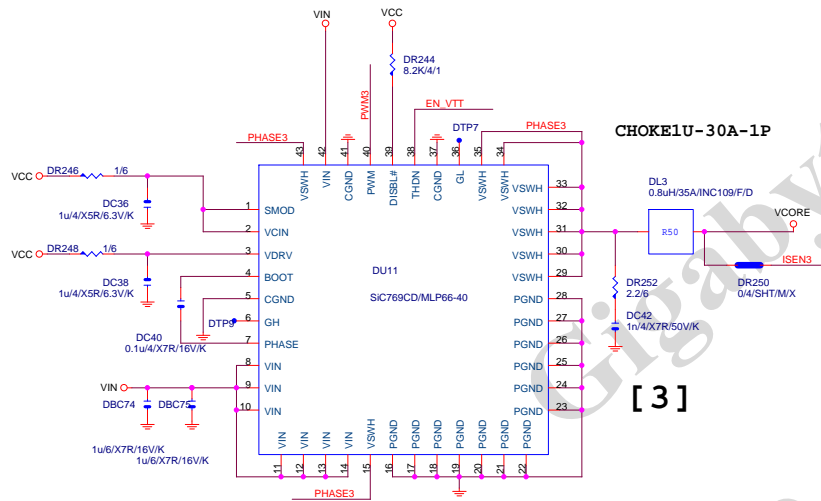 VIN
VCC
DR244
8.2K/4/1
PWM3
EN_VTT
PHASE3
DTP7
PHASE3
CHOKE1U-30A-1P
43
42
41
40
39
38
37
36
35
34
VSWH
VIN
CGND
PWM
DISBL#
THDN
CGND
GL
VSWH
VSWH
VCC
DR246
1/6
DC36
1u/4/X5R/6.3V/K
VCC
DR248
1/6
DC38
1u/4/X5R/6.3V/K
DC40
0.1u/4/X7R/16V/K
DTP9
VIN
DBC74
DBC75
1u/6/X7R/16V/K
1u/6/X7R/16V/K
1 SMOD
2 VCIN
3 VDRV
4 BOOT
5 CGND
6 GH
7 PHASE
8 VIN
9 VIN
10 VIN
DU11
SiC769CD/MLP66-40
VSWH 33
VSWH 32
VSWH 31
VSWH 30
VSWH 29
PGND 28
PGND 27
PGND 26
PGND 25
PGND 24
PGND 23
VIN
VIN
VIN
VIN
VSWH
PGND
PGND
PGND
PGND
PGND
PGND
PGND
11
12
13
14
15
16
17
18
19
20
21
22
PHASE3
DL3
0.8uH/35A/INC109/F/D
R50
VCORE
ISEN3
DR250
0/4/SHT/M/X
DR252
2.2/6
DC42
1n/4/X7R/50V/K
[3]
Gigaby